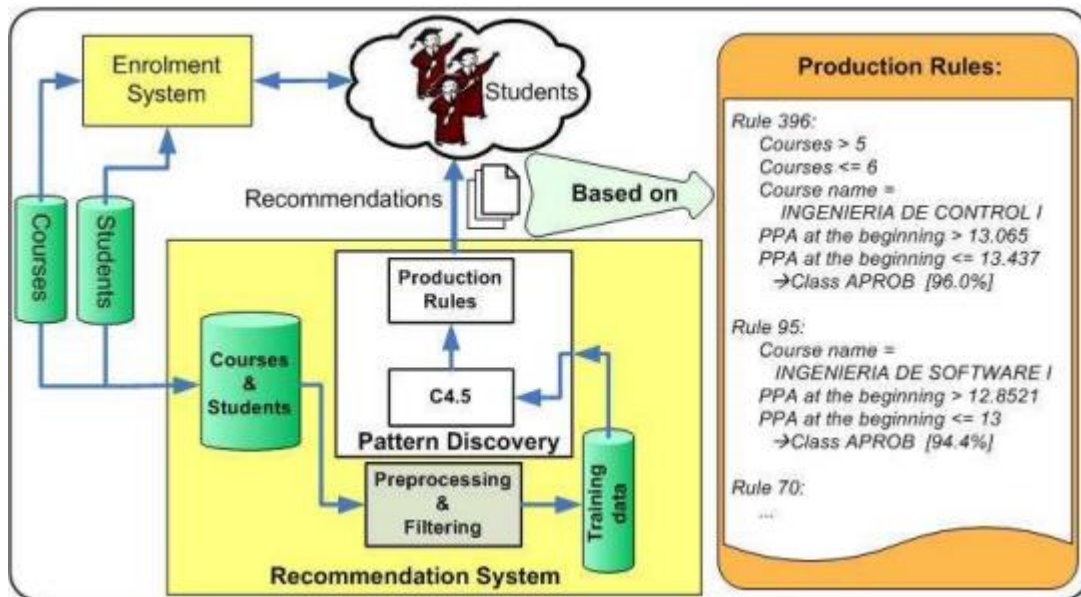 Enrolment
System
Students
Recommendations
Based on
Courses
Students
Courses
&
Students
Production
Rules
C4.5
Pattern Discovery
Preprocessing
&
Filtering
Training
data
Recommendation System
Production Rules:
Rule 396:
Courses > 5
Courses <= 6
Course name =
INGENIERIA DE CONTROL I
PPA at the beginning > 13.065
PPA at the beginning <= 13.437
→Class APROB [96.0%]
Rule 95:
Course name =
INGENIERIA DE SOFTWARE I
PPA at the beginning > 12.8521
PPA at the beginning <= 13
→Class APROB [94.4%]
Rule 70:
...